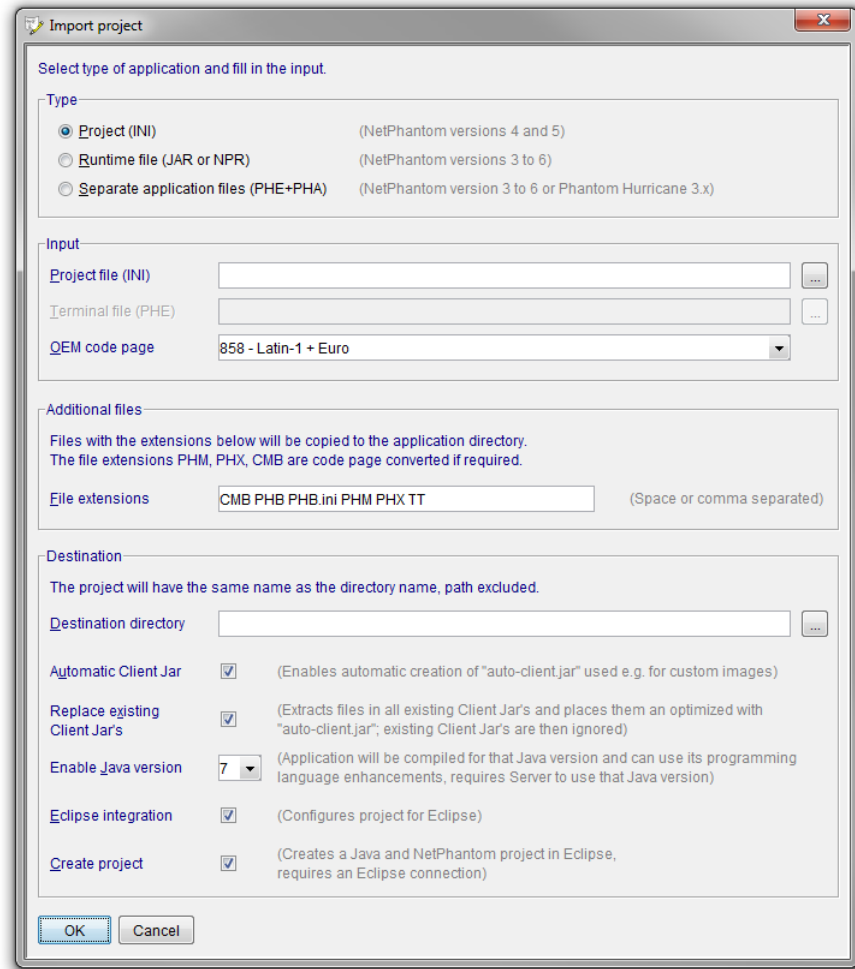 Import project
Select type of application and fill in the input.
Type
Project (INI) (NetPhantom versions 4 and 5)
Runtime file (JAR or NPR) (NetPhantom versions 3 to 6)
Separate application files (PHE+PHA) (NetPhantom version 3 to 6 or Phantom Hurricane 3.x)
Input
Project file (INI) ...
Terminal file (PHE) ...
OEM code page 858 - Latin-1 + Euro
Additional files
Files with the extensions below will be copied to the application directory.
The file extensions PHM, PHX, CMB are code page converted if required.
File extensions CMB PHB PHB.ini PHM PHX TT (Space or comma separated)
Destination
The project will have the same name as the directory name, path excluded.
Destination directory ...
Automatic Client Jar (Enables automatic creation of "auto-client.jar" used e.g. for custom images)
Replace existing (Extracts files in all existing Client Jar's and places them an optimized with
Client Jar's "auto-client.jar"; existing Client Jar's are then ignored)
Enable Java version 7 (Application will be compiled for that Java version and can use its programming
language enhancements, requires Server to use that Java version)
Eclipse integration (Configures project for Eclipse)
Create project (Creates a Java and NetPhantom project in Eclipse,
requires an Eclipse connection)
OK Cancel